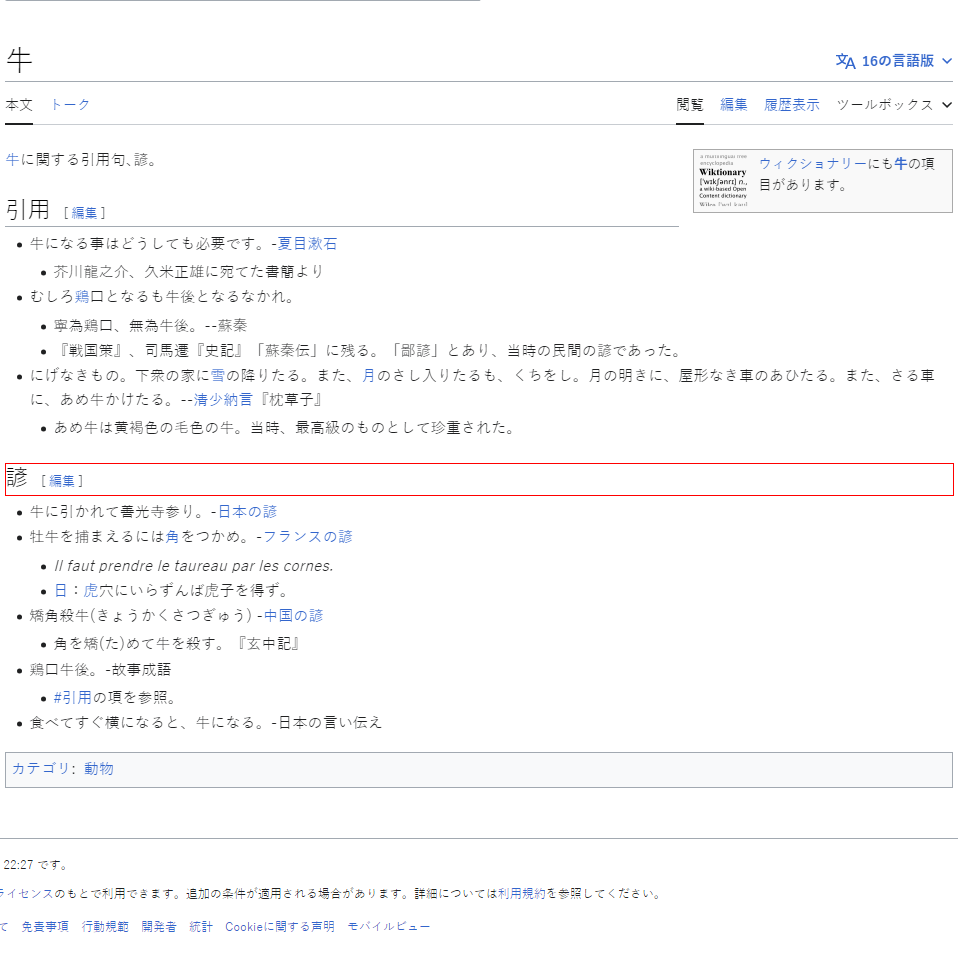 牛
16の言語版
本文 トーク
閲覧 編集 履歴表示 ツールボックス
牛に関する引用句、諺。
a multilingual free
encyclopedia
Wiktionary
[ˈwɪkʃənrɪ] n.,
a wiki-based Open
Content dictionary
ウィクショナリーにも牛の項
目があります。
引用 [ 編集 ]
牛になる事はどうしても必要です。-夏目漱石
芥川龍之介、久米正雄に宛てた書簡より
むしろ鶏口となるも牛後となるなかれ。
寧為鶏口、無為牛後。--蘇秦
『戦国策』、司馬遷『史記』「蘇秦伝」に残る。「鄙諺」とあり、当時の民間の諺であった。
にげなきもの。下衆の家に雪の降りたる。また、月のさし入りたるも、くちをし。月の明きに、屋形なき車のあひたる。また、さる車
に、あめ牛かけたる。--清少納言『枕草子』
あめ牛は黄褐色の毛色の牛。当時、最高級のものとして珍重された。
諺 [ 編集 ]
牛に引かれて善光寺参り。-日本の諺
牡牛を捕まえるには角をつかめ。-フランスの諺
Il faut prendre le taureau par les cornes.
日：虎穴にいらずんば虎子を得ず。
矯角殺牛(きょうかくさつぎゅう) -中国の諺
角を矯(た)めて牛を殺す。『玄中記』
鶏口牛後。-故事成語
#引用の項を参照。
食べてすぐ横になると、牛になる。-日本の言い伝え
カテゴリ: 動物
22:27 です。
ライセンスのもとで利用できます。追加の条件が適用される場合があります。詳細については利用規約を参照してください。
て 免責事項 行動規範 開発者 統計 Cookieに関する声明 モバイルビュー